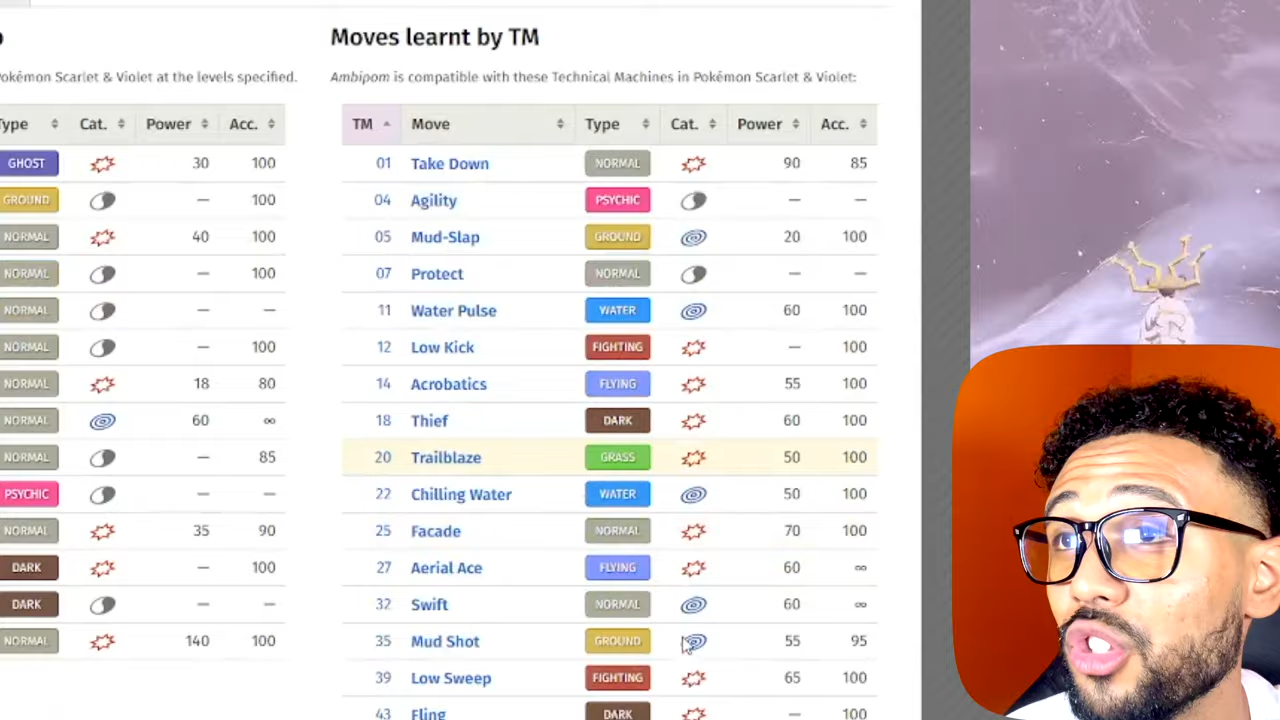 Moves learnt by TM
okémon Scarlet & Violet at the levels specified.
Ambipom is compatible with these Technical Machines in Pokémon Scarlet & Violet:
Type Cat. Power Acc.
GHOST 30 100
GROUND — 100
NORMAL 40 100
NORMAL — 100
NORMAL — —
NORMAL — 100
NORMAL 18 80
NORMAL 60 ∞
NORMAL — 85
PSYCHIC — —
NORMAL 35 90
DARK — 100
DARK — —
NORMAL 140 100
TM Move Type Cat. Power Acc.
01 Take Down NORMAL 90 85
04 Agility PSYCHIC — —
05 Mud-Slap GROUND 20 100
07 Protect NORMAL — —
11 Water Pulse WATER 60 100
12 Low Kick FIGHTING — 100
14 Acrobatics FLYING 55 100
18 Thief DARK 60 100
20 Trailblaze GRASS 50 100
22 Chilling Water WATER 50 100
25 Facade NORMAL 70 100
27 Aerial Ace FLYING 60 ∞
32 Swift NORMAL 60 ∞
35 Mud Shot GROUND 55 95
39 Low Sweep FIGHTING 65 100
43 Fling DARK — 100